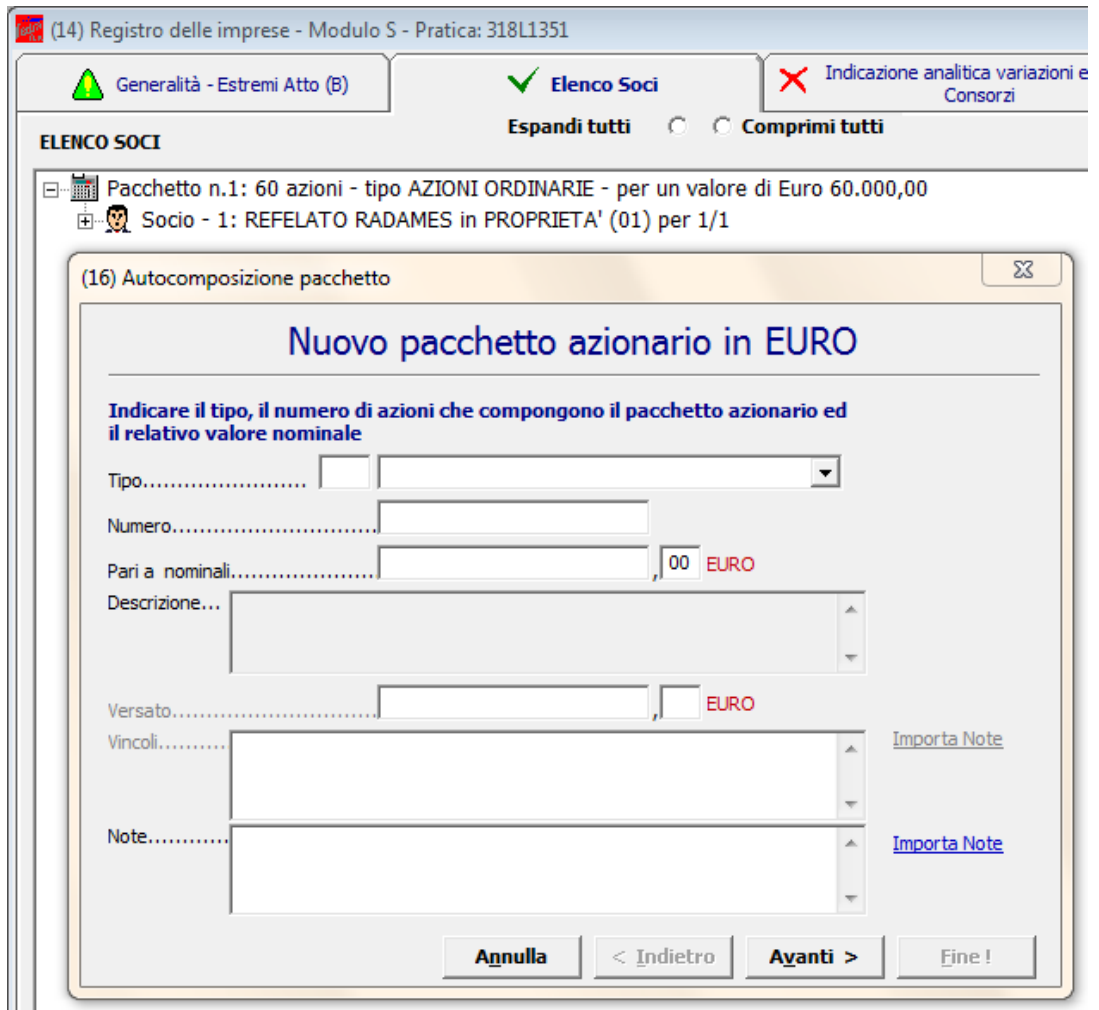 (14) Registro delle imprese - Modulo S - Pratica: 318L1351
Generalità - Estremi Atto (B)
Elenco Soci
Indicazione analitica variazioni e
Consorzi
ELENCO SOCI
Espandi tutti
Comprimi tutti
Pacchetto n.1: 60 azioni - tipo AZIONI ORDINARIE - per un valore di Euro 60.000,00
Socio - 1: REFELATO RADAMES in PROPRIETA' (01) per 1/1
(16) Autocomposizione pacchetto
Nuovo pacchetto azionario in EURO
Indicare il tipo, il numero di azioni che compongono il pacchetto azionario ed
il relativo valore nominale
Tipo........................
Numero..............................
Pari a nominali..................... ,00 EURO
Descrizione...
Versato.............................. , EURO
Vincoli.......... Importa Note
Note............ Importa Note
Annulla
< Indietro
Avanti >
Fine !